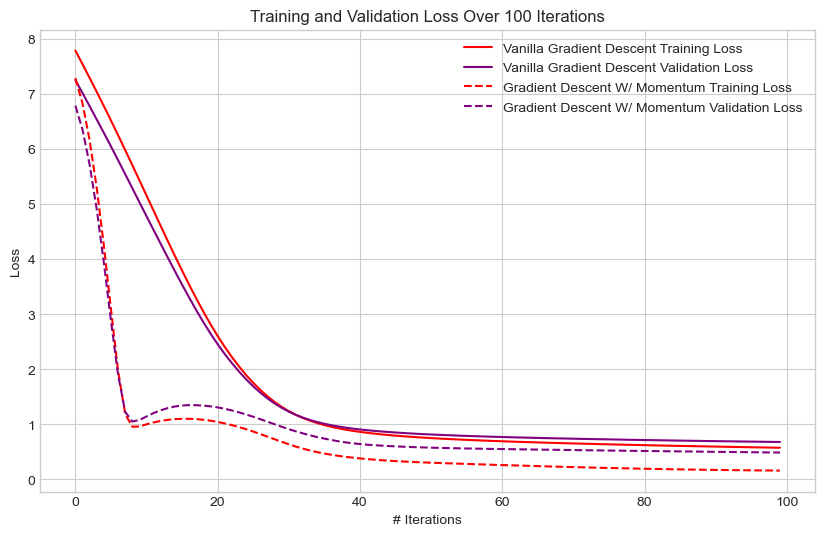 Training and Validation Loss Over 100 Iterations
Vanilla Gradient Descent Training Loss
Vanilla Gradient Descent Validation Loss
Gradient Descent W/ Momentum Training Loss
Gradient Descent W/ Momentum Validation Loss
8
7
6
5
4
3
2
1
0
Loss
0 20 40 60 80 100
# Iterations